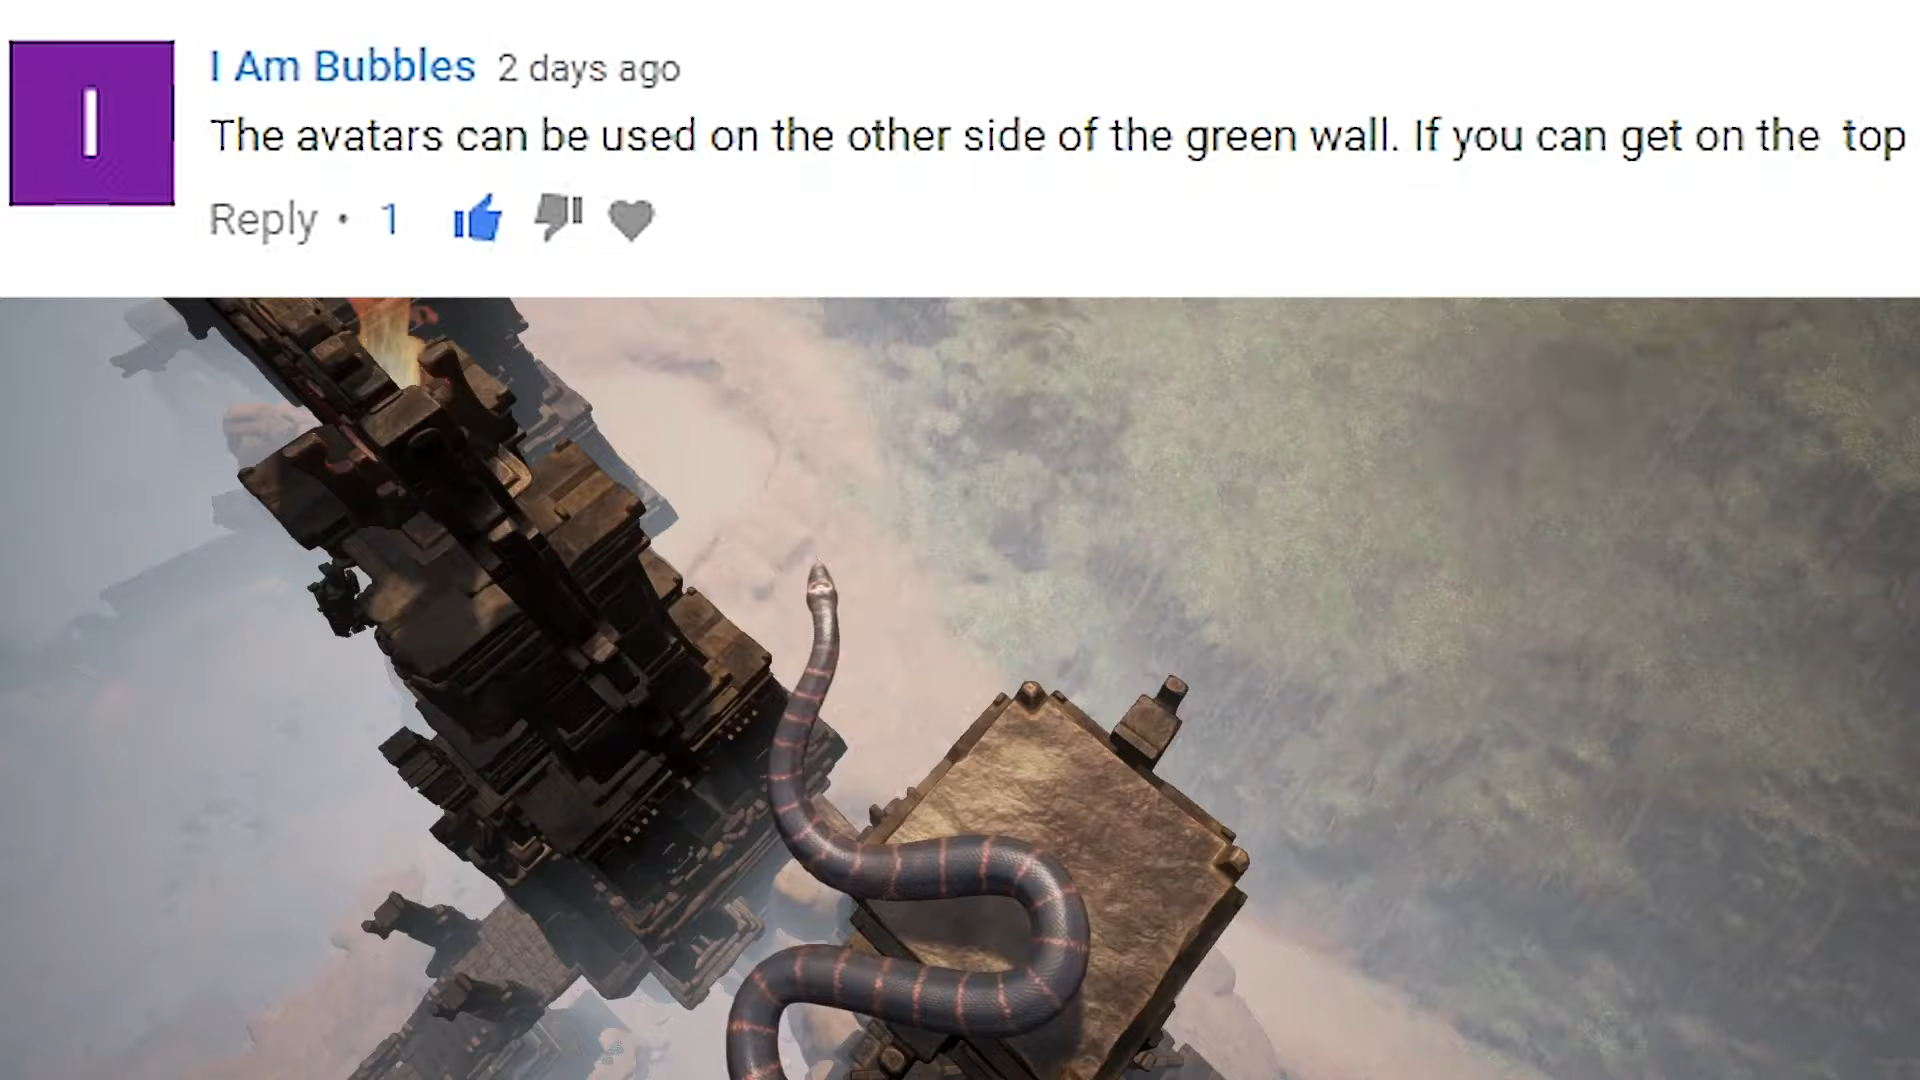 I
I Am Bubbles 2 days ago
The avatars can be used on the other side of the green wall. If you can get on the top
Reply • 1